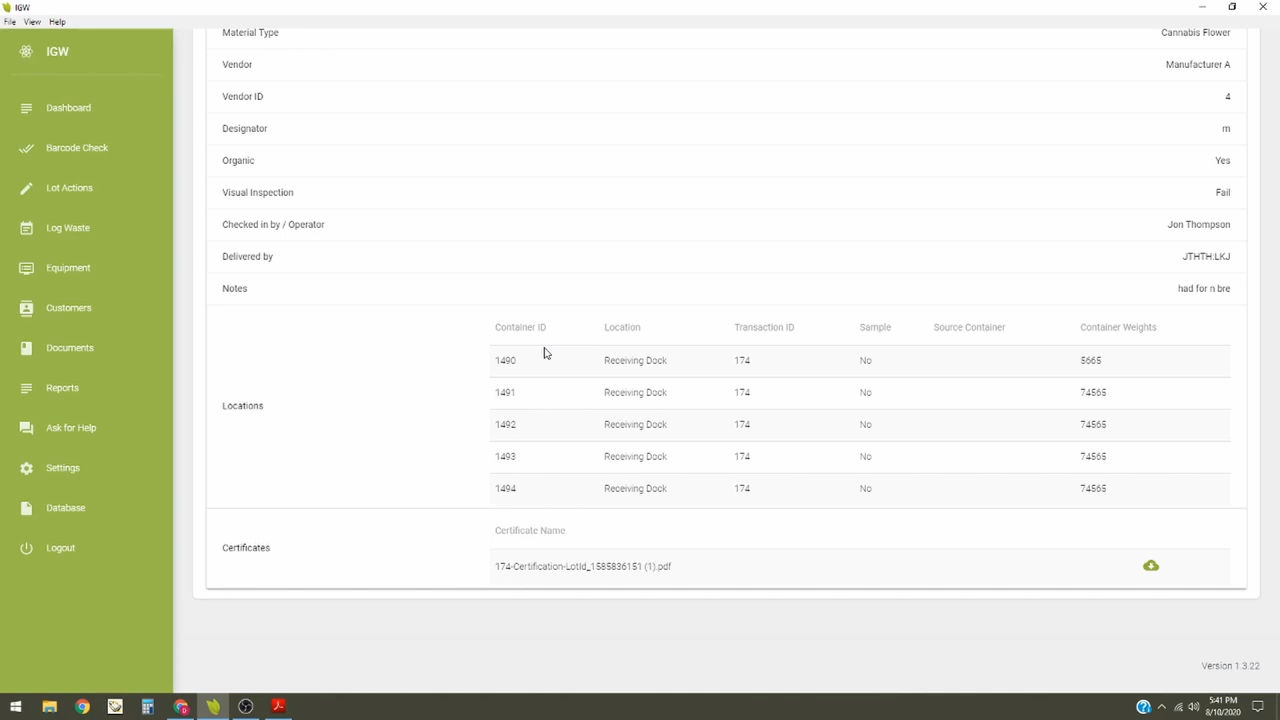 IGW
File View Help
IGW
Dashboard
Barcode Check
Lot Actions
Log Waste
Equipment
Customers
Documents
Reports
Ask for Help
Settings
Database
Logout
Material Type Cannabis Flower
Vendor Manufacturer A
Vendor ID 4
Designator m
Organic Yes
Visual Inspection Fail
Checked in by / Operator Jon Thompson
Delivered by JTHTH:LKJ
Notes had for n bre
Locations
Container ID Location Transaction ID Sample Source Container Container Weights
1490 Receiving Dock 174 No 5665
1491 Receiving Dock 174 No 74565
1492 Receiving Dock 174 No 74565
1493 Receiving Dock 174 No 74565
1494 Receiving Dock 174 No 74565
Certificates
Certificate Name
174-Certification-LotId_1585836151 (1).pdf
Version 1.3.22
5:41 PM
8/10/2020